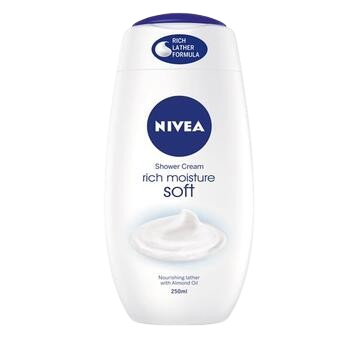 RICH
LATHER
FORMULA
NIVEA
Shower Cream
rich moisture
soft
Nourishing lather
with Almond Oil
250ml